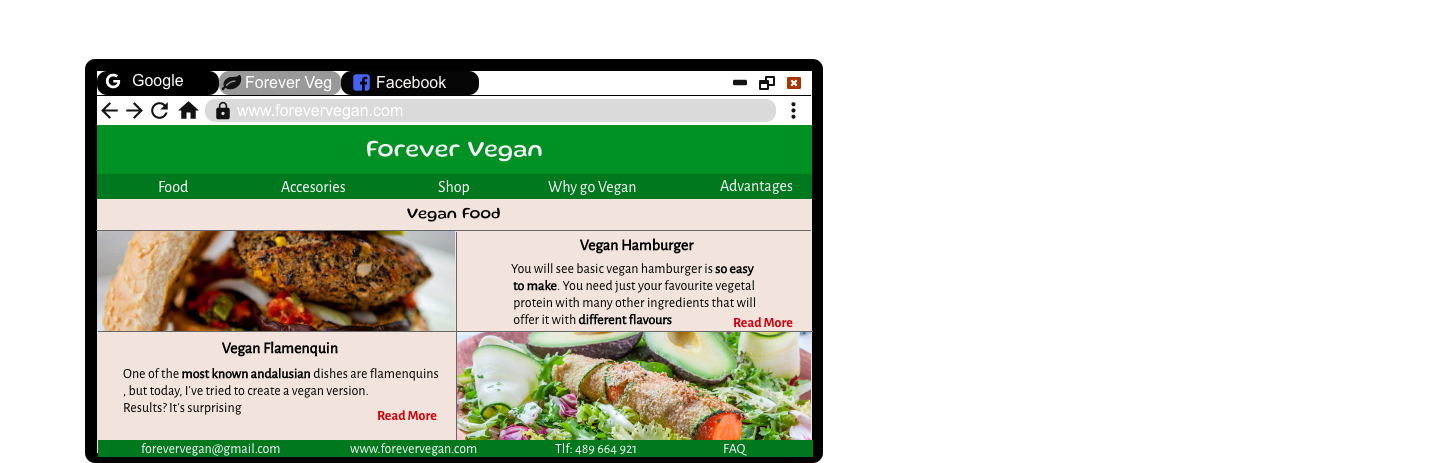 Google Forever Veg Facebook
www.forevervegan.com
Forever Vegan
Food Accesories Shop Why go Vegan Advantages
Vegan Food
Vegan Hamburger
You will see basic vegan hamburger is so easy
to make. You need just your favourite vegetal
protein with many other ingredients that will
offer it with different flavours
Read More
Vegan Flamenquin
One of the most known andalusian dishes are flamenquins
, but today, I've tried to create a vegan version.
Results? It's surprising
Read More
forevervegan@gmail.com www.forevervegan.com Tlf: 489 664 921 FAQ